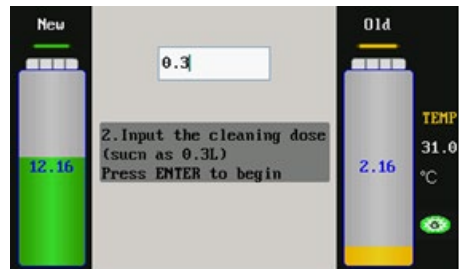 New
Old
0.3
2.Input the cleaning dose
(sucn as 0.3L)
Press ENTER to begin
12.16
2.16
TEMP
31.0
°C